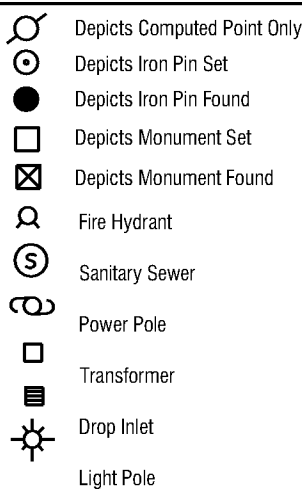 Depicts Computed Point Only
Depicts Iron Pin Set
Depicts Iron Pin Found
Depicts Monument Set
Depicts Monument Found
Fire Hydrant
S
Sanitary Sewer
Power Pole
Transformer
Drop Inlet
Light Pole